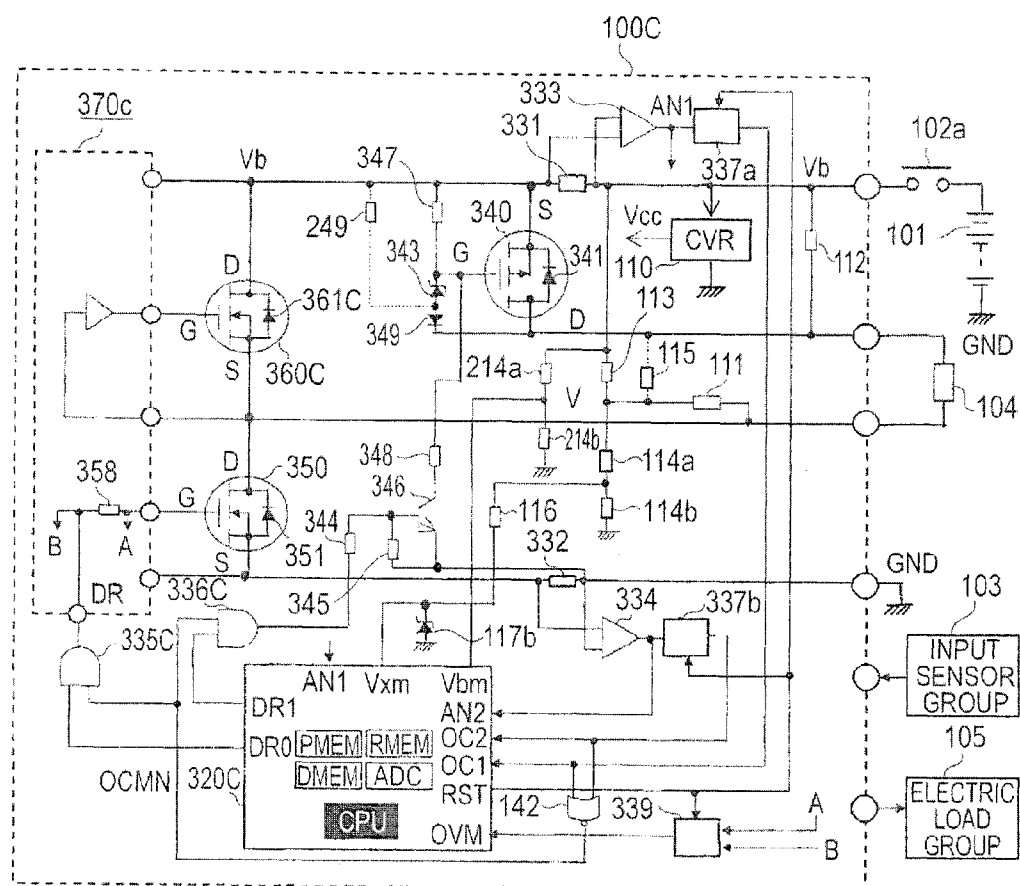 100C
370c
333
AN1
102a
331
337a
Vb
347
Vb
S
340
Vcc
CVR
101
249
G
341
110
112
343
113
D
361C
349
D
GND
G
360C
214a
115
111
S
V
104
214b
348
114a
D
350
346
358
116
114b
G
344
B
A
351
332
GND
S
334
337b
103
DR
336C
345
335C
117b
INPUT
SENSOR
GROUP
AN1
Vxm
Vbm
DR1
AN2
DR0
PMEM
RMEM
OC2
105
OCMN
DMEM
ADC
OC1
320C
RST
142
339
A
ELECTRIC
LOAD
GROUP
CPU
OVM
B